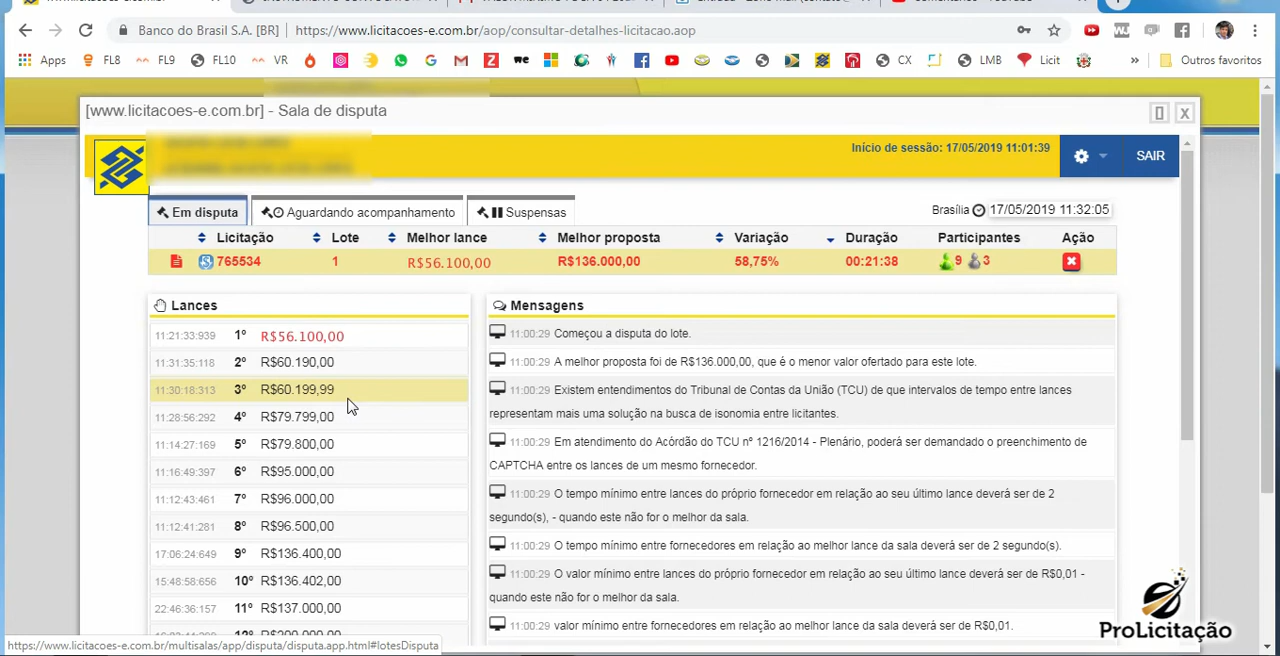 Banco do Brasil S.A. [BR] | https://www.licitacoes-e.com.br/aop/consultar-detalhes-licitacao.aop
Apps FL8 FL9 FL10 VR we CX LMB Licit » Outros favoritos
[www.licitacoes-e.com.br] - Sala de disputa X
Início de sessão: 17/05/2019 11:01:39 SAIR
Em disputa Aguardando acompanhamento Suspensas Brasília 17/05/2019 11:32:05
Licitação Lote Melhor lance Melhor proposta Variação Duração Participantes Ação
765534 1 R$56.100,00 R$136.000,00 58,75% 00:21:38 9 3
Lances
11:21:33:939 1º R$56.100,00
11:31:35:118 2º R$60.190,00
11:30:18:313 3º R$60.199,99
11:28:56:292 4º R$79.799,00
11:14:27:169 5º R$79.800,00
11:16:49:397 6º R$95.000,00
11:12:43:461 7º R$96.000,00
11:12:41:281 8º R$96.500,00
17:06:24:649 9º R$136.400,00
15:48:58:656 10º R$136.402,00
22:46:36:157 11º R$137.000,00
Mensagens
11:00:29 Começou a disputa do lote.
11:00:29 A melhor proposta foi de R$136.000,00, que é o menor valor ofertado para este lote.
11:00:29 Existem entendimentos do Tribunal de Contas da União (TCU) de que intervalos de tempo entre lances
representam mais uma solução na busca de isonomia entre licitantes.
11:00:29 Em atendimento do Acórdão do TCU nº 1216/2014 - Plenário, poderá ser demandado o preenchimento de
CAPTCHA entre os lances de um mesmo fornecedor.
11:00:29 O tempo mínimo entre lances do próprio fornecedor em relação ao seu último lance deverá ser de 2
segundo(s), - quando este não for o melhor da sala.
11:00:29 O tempo mínimo entre fornecedores em relação ao melhor lance da sala deverá ser de 2 segundo(s).
11:00:29 O valor mínimo entre lances do próprio fornecedor em relação ao seu último lance deverá ser de R$0,01 -
quando este não for o melhor da sala.
11:00:29 valor mínimo entre fornecedores em relação ao melhor lance da sala deverá ser de R$0,01.
ProLicitação
https://www.licitacoes-e.com.br/multisalas/app/disputa/disputa.app.html#lotesDisputa